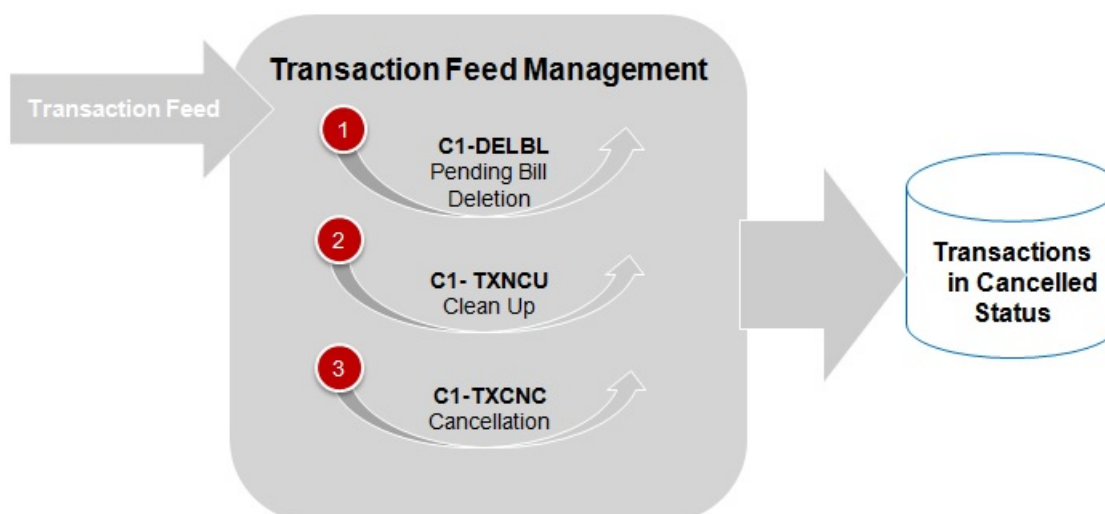 Transaction Feed Management
Transaction Feed
1
C1-DELBL
Pending Bill
Deletion
2
C1- TXNCU
Clean Up
3
C1-TXCNC
Cancellation
Transactions
in Cancelled
Status